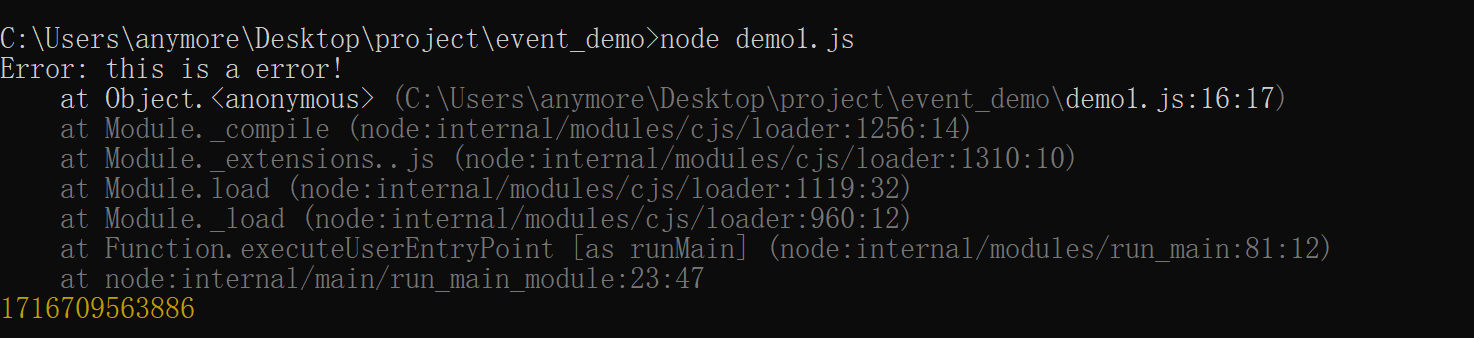 C:\Users\anymore\Desktop\project\event_demo>node demo1.js
Error: this is a error!
    at Object.<anonymous> (C:\Users\anymore\Desktop\project\event_demo\demo1.js:16:17)
    at Module._compile (node:internal/modules/cjs/loader:1256:14)
    at Module._extensions..js (node:internal/modules/cjs/loader:1310:10)
    at Module.load (node:internal/modules/cjs/loader:1119:32)
    at Module._load (node:internal/modules/cjs/loader:960:12)
    at Function.executeUserEntryPoint [as runMain] (node:internal/modules/run_main:81:12)
    at node:internal/main/run_main_module:23:47
1716709563886